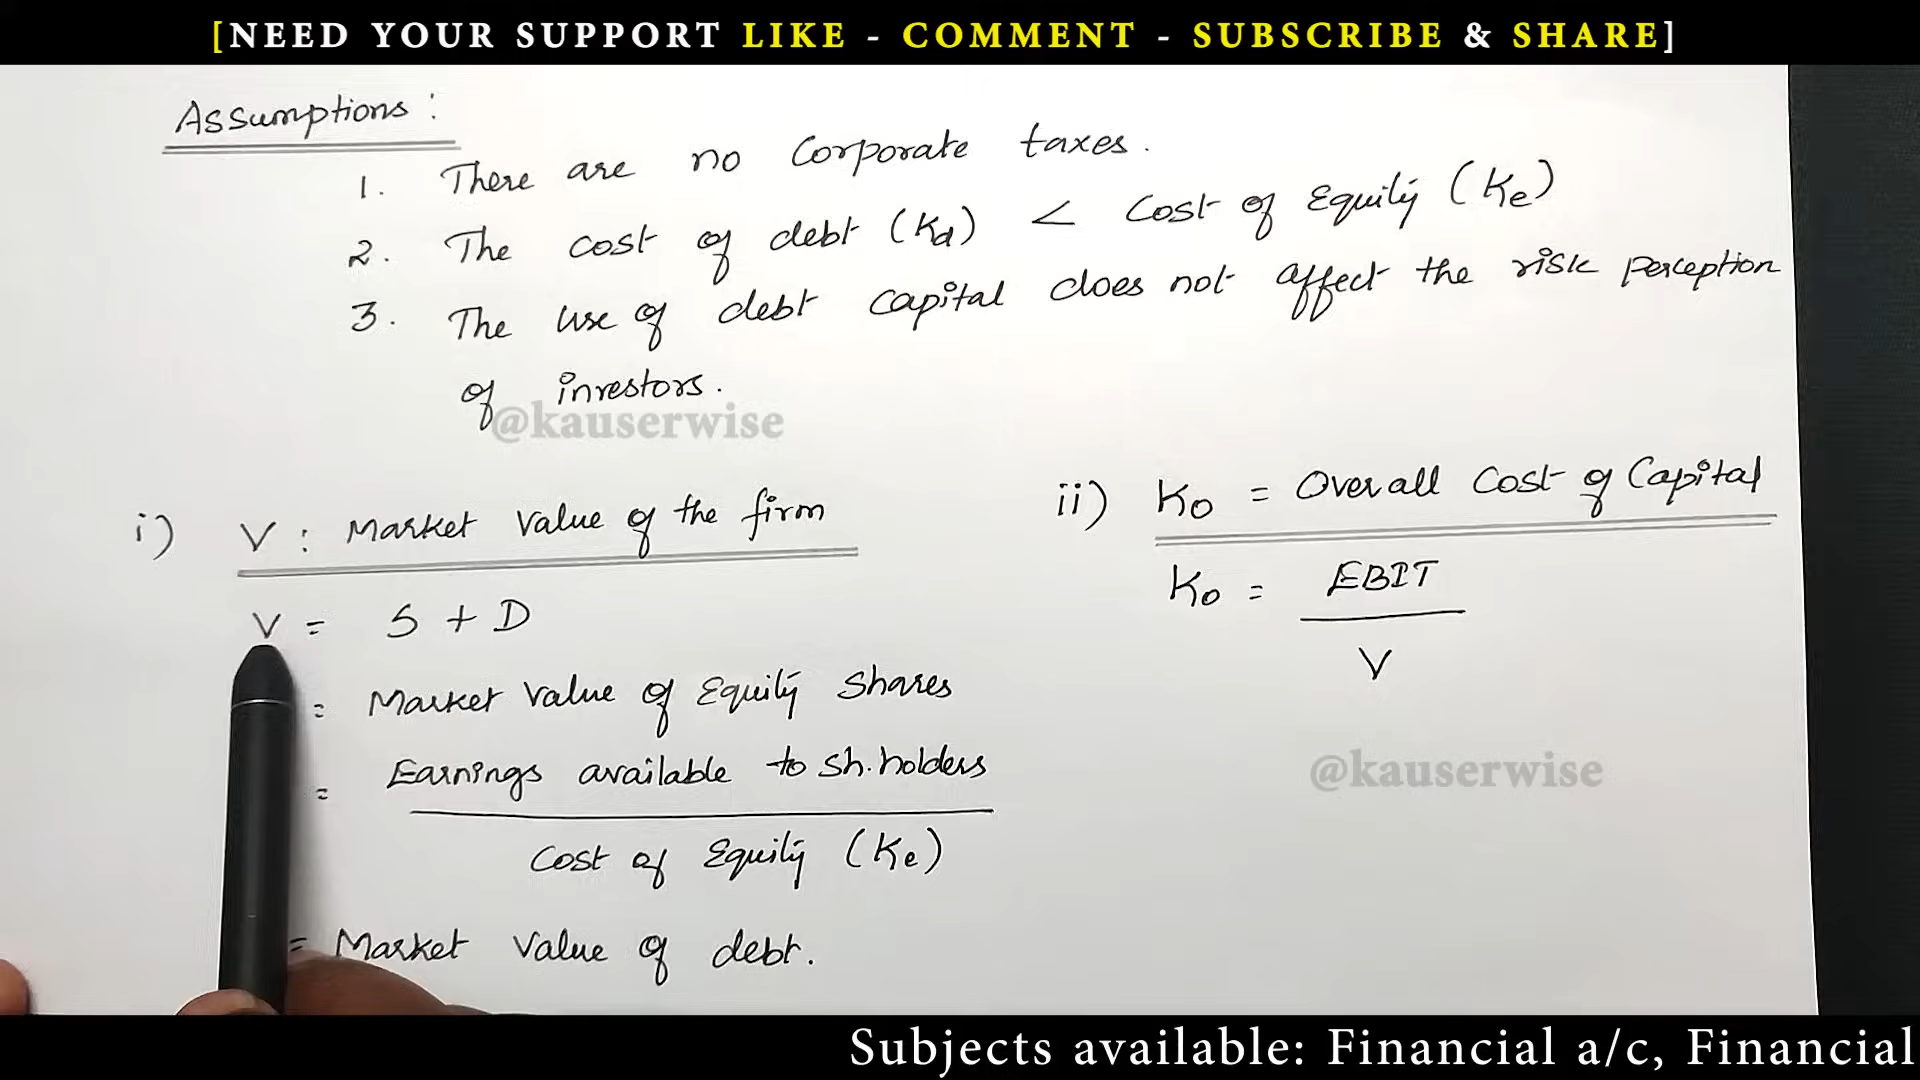 [NEED YOUR SUPPORT LIKE - COMMENT - SUBSCRIBE & SHARE]
Assumptions:
1. There are no Corporate taxes.
2. The cost of debt (Kd) < Cost of Equity (Ke)
3. The use of debt capital does not affect the risk perception
of investors.
@kauserwise
i) V: Market Value of the firm
V = S + D
= Market Value of Equity Shares
= Earnings available to Sh.holders
Cost of Equity (Ke)
= Market Value of debt.
ii) Ko = Overall Cost of Capital
Ko = EBIT
V
@kauserwise
Subjects available: Financial a/c, Financial